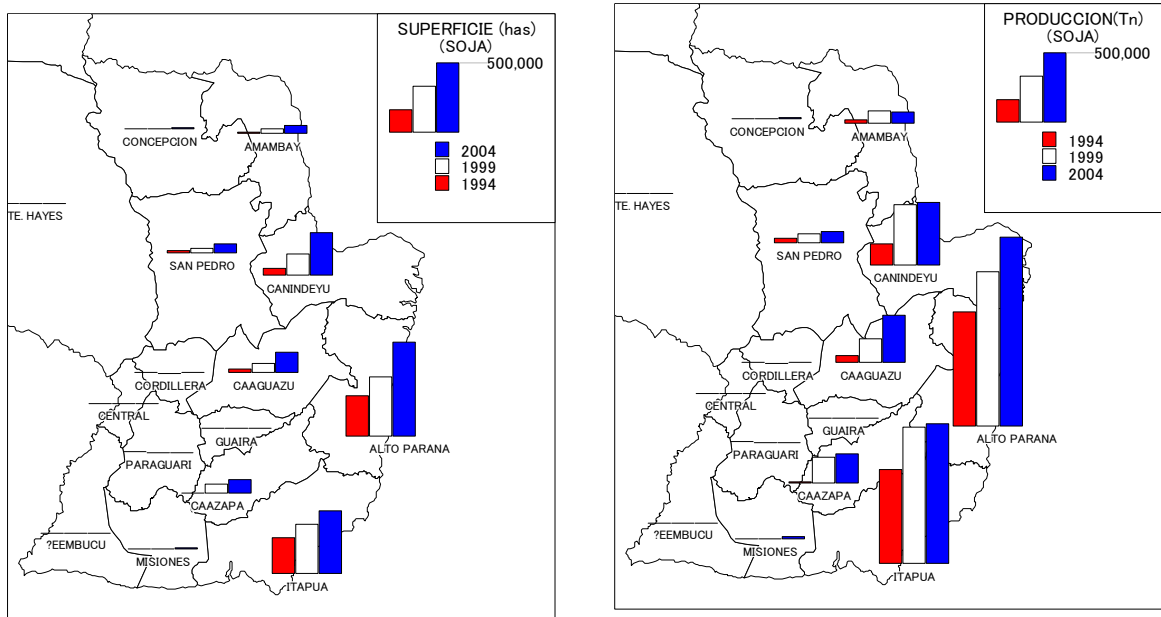 SUPERFICIE (has)
(SOJA)
500,000
2004
1999
1994
CONCEPCION
AMAMBAY
TE. HAYES
SAN PEDRO
CANINDEYU
CORDILLERA
CAAGUAZU
CENTRAL
GUAIRA
ALTO PARANA
PARAGUARI
CAAZAPA
?EEMBUCU
MISIONES
ITAPUA
PRODUCCION(Tn)
(SOJA)
500,000
1994
1999
2004
CONCEPCION
AMAMBAY
TE. HAYES
SAN PEDRO
CANINDEYU
CORDILLERA
CAAGUAZU
CENTRAL
GUAIRA
ALTO PARANA
PARAGUARI
CAAZAPA
?EEMBUCU
MISIONES
ITAPUA